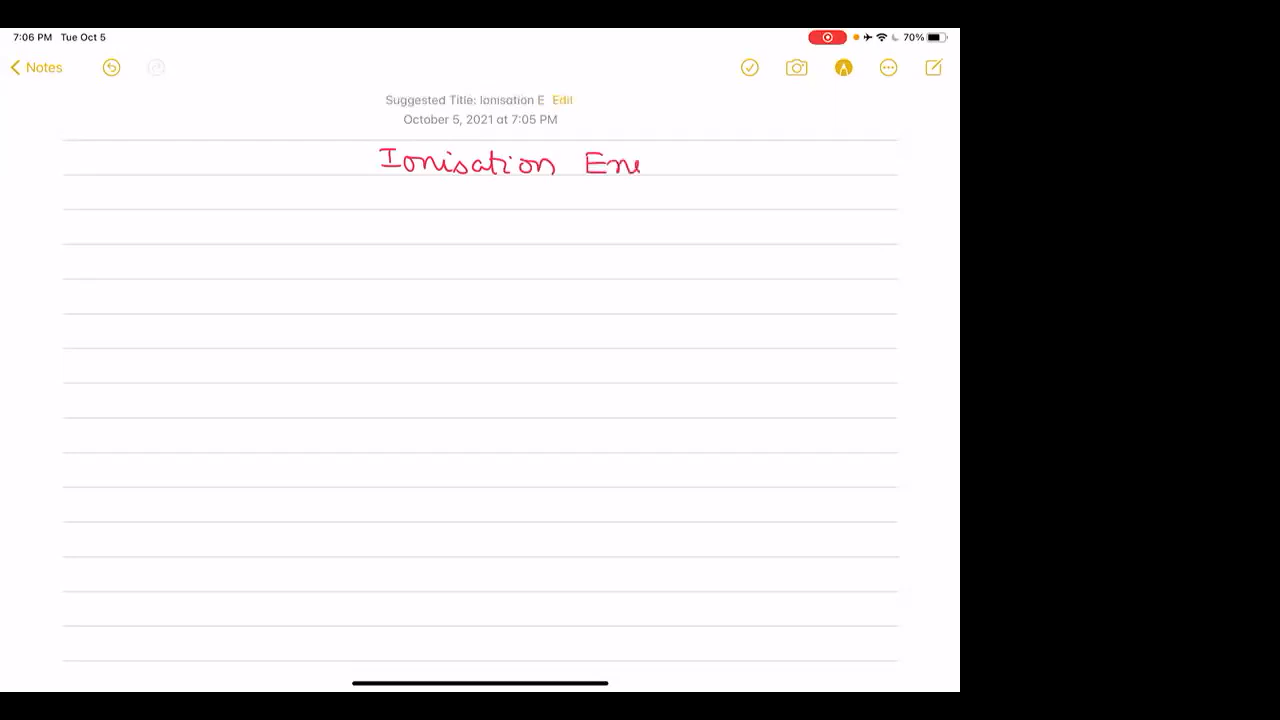 7:06 PM Tue Oct 5 70%
Notes
Suggested Title: Ionisation E Edit
October 5, 2021 at 7:05 PM
Ionisation Ene